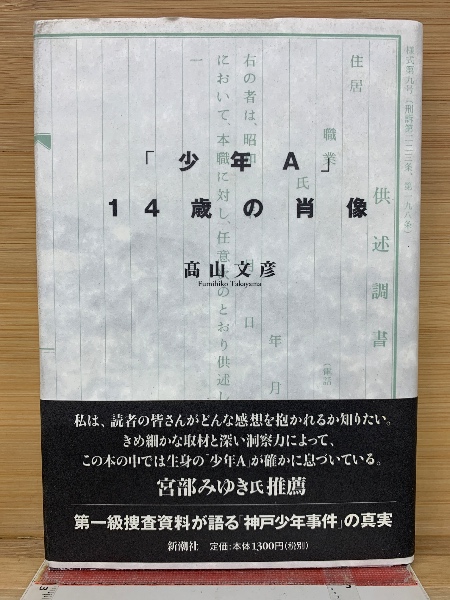 「少年A」
14歳の肖像
髙山文彦
Fumihiko Takayama
様式第九号(刑訴第二二三条、第一九八条)
供述調書
住居
職業
氏
年 月 日
右の者は、昭和
において、本職に対し、任意
のとおり供述し
一
私は、読者の皆さんがどんな感想を抱かれるか知りたい。
きめ細かな取材と深い洞察力によって、
この本の中では生身の「少年A」が確かに息づいている。
宮部みゆき氏推薦
第一級捜査資料が語る「神戸少年事件」の真実
新潮社 定価:本体1300円(税別)